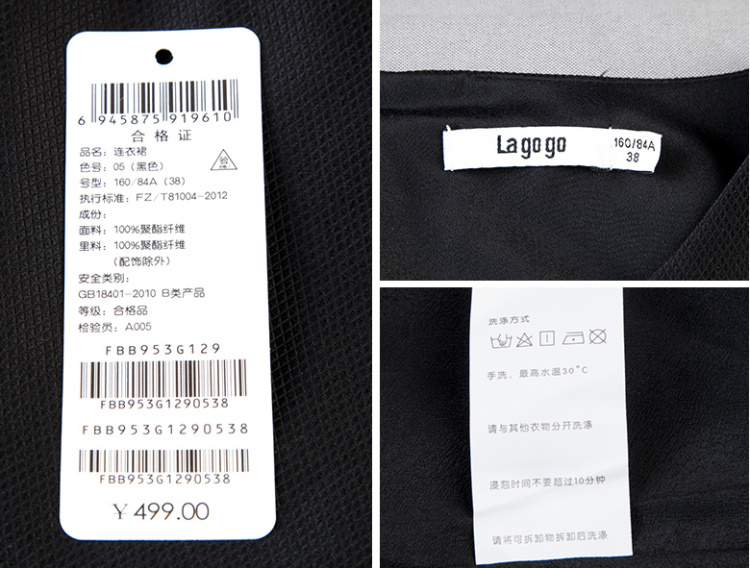 6 945875 919610
合格证
品名：连衣裙
色号：05（黑色）
号型：160/84A（38）
执行标准：FZ/T81004-2012
成份：
面料：100%聚酯纤维
里料：100%聚酯纤维
（配饰除外）
安全类别：
GB18401-2010 B类产品
等级：合格品
检验员：A005
FBB953G129
FBB953G1290538
FBB953G1290538
FBB953G1290538
¥ 499.00
Lagogo
160/84A
38
洗涤方式
手洗、最高水温30°C
请与其他衣物分开洗涤
浸泡时间不要超过10分钟
请将可拆卸物拆卸后洗涤